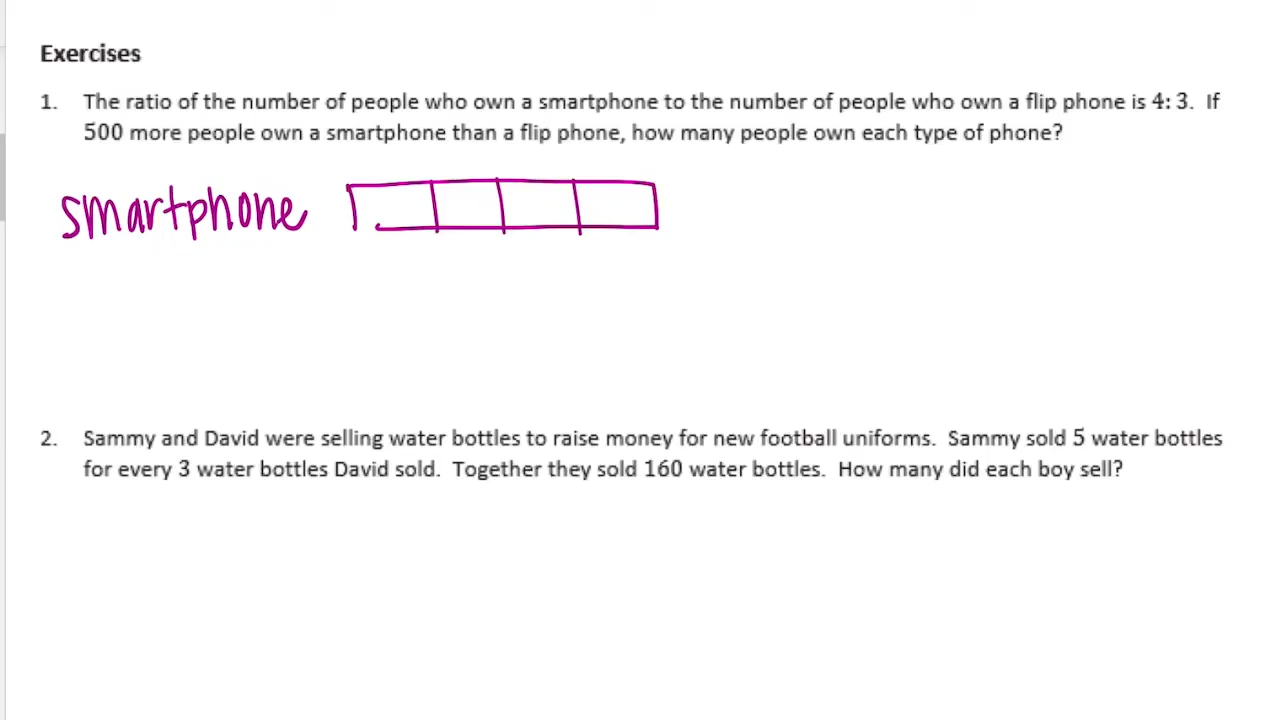 Exercises
1. The ratio of the number of people who own a smartphone to the number of people who own a flip phone is 4: 3. If
500 more people own a smartphone than a flip phone, how many people own each type of phone?
smartphone
2. Sammy and David were selling water bottles to raise money for new football uniforms. Sammy sold 5 water bottles
for every 3 water bottles David sold. Together they sold 160 water bottles. How many did each boy sell?